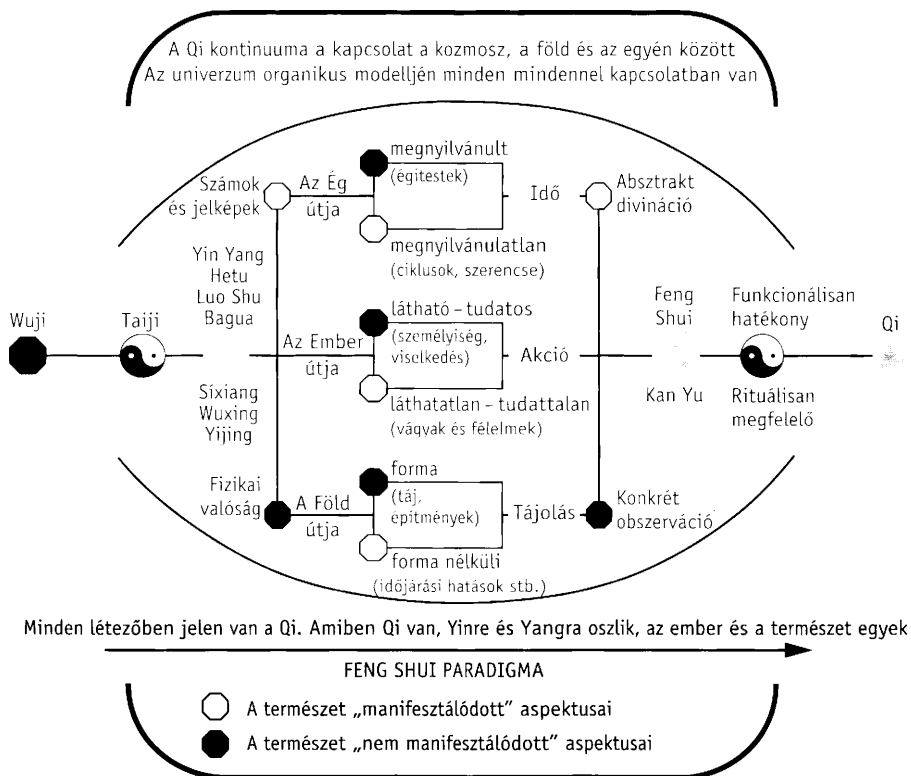 A Qi kontinuuma a kapcsolat a kozmosz, a föld és az egyén között
Az univerzum organikus modelljén minden mindennel kapcsolatban van
Számok
és jelképek
Az Ég
útja
megnyilvánult
(égitestek)
megnyilvánulatlan
(ciklusok, szerencse)
Idő
Absztrakt
divináció
Yin Yang
Hetu
Luo Shu
Bagua
Wuji
Taiji
Az Ember
útja
látható – tudatos
(személyiség,
viselkedés)
láthatatlan – tudattalan
(vágyak és félelmek)
Akció
Feng
Shui
Kan Yu
Funkcionálisan
hatékony
Rituálisan
megfelelő
Qi
Síxiang
Wuxing
Yijing
Fizikai
valóság
A Föld
útja
forma
(táj,
építmények)
forma nélküli
(időjárási hatások stb.)
Tájolás
Konkrét
obszerváció
Minden létezőben jelen van a Qi. Amiben Qi van, Yinre és Yangra oszlik, az ember és a természet egyek
FENG SHUI PARADIGMA
A természet „manifesztálódott” aspektusai
A természet „nem manifesztálódott” aspektusai